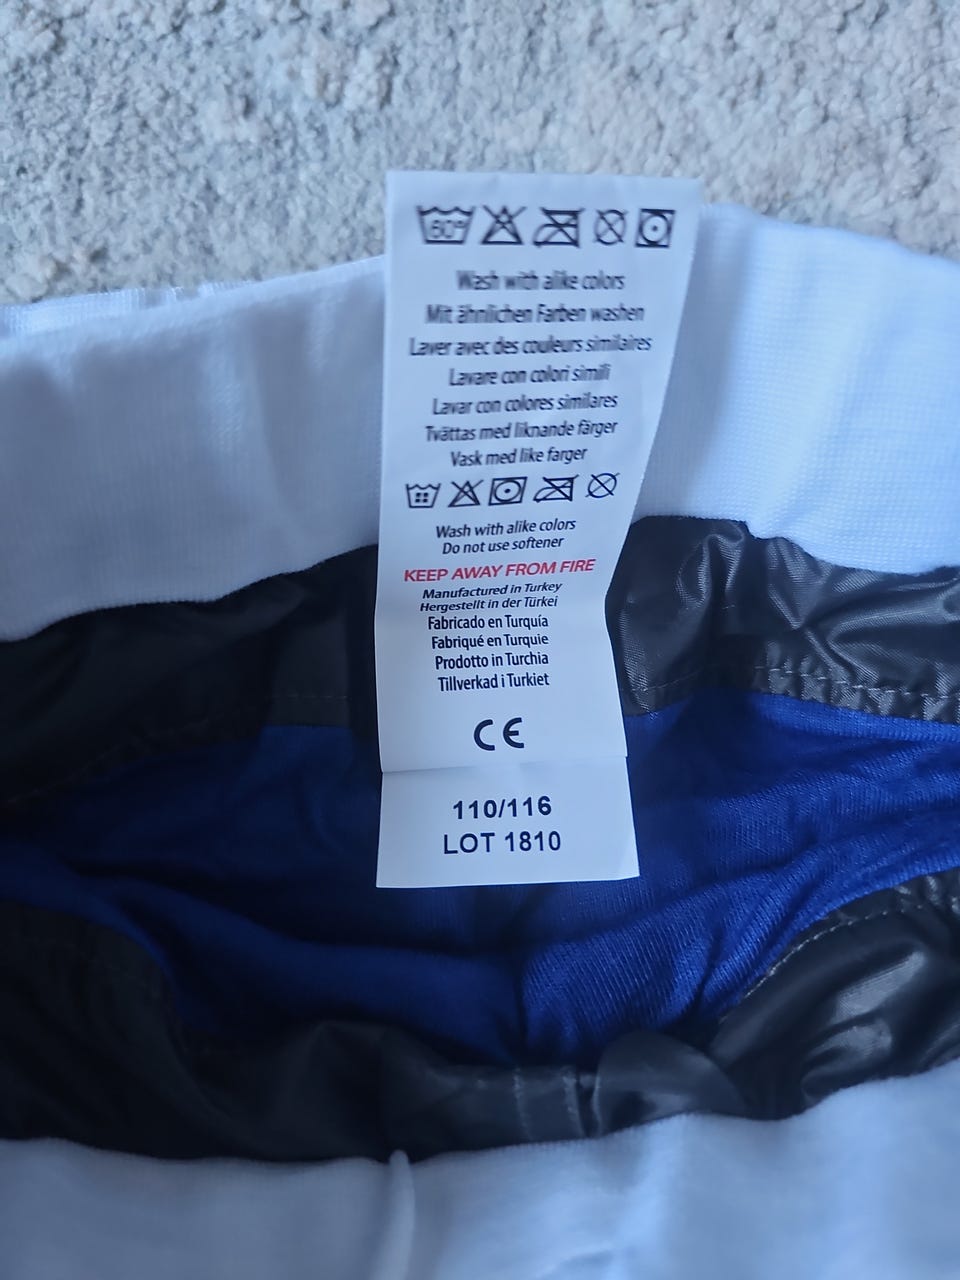 60°
Wash with alike colors
Mit ähnlichen Farben washen
Laver avec des couleurs similaires
Lavare con colori simili
Lavar con colores similares
Tvättas med liknande färger
Vask med like farger
Wash with alike colors
Do not use softener
KEEP AWAY FROM FIRE
Manufactured in Turkey
Hergestellt in der Türkei
Fabricado en Turquía
Fabriqué en Turquie
Prodotto in Turchia
Tillverkad i Turkiet
CE
110/116
LOT 1810